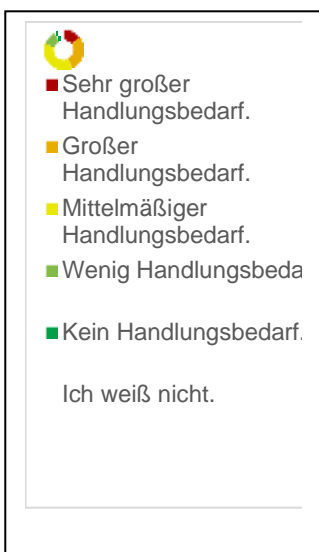 Sehr großer
Handlungsbedarf.
Großer
Handlungsbedarf.
Mittelmäßiger
Handlungsbedarf.
Wenig Handlungsbeda
Kein Handlungsbedarf.
Ich weiß nicht.